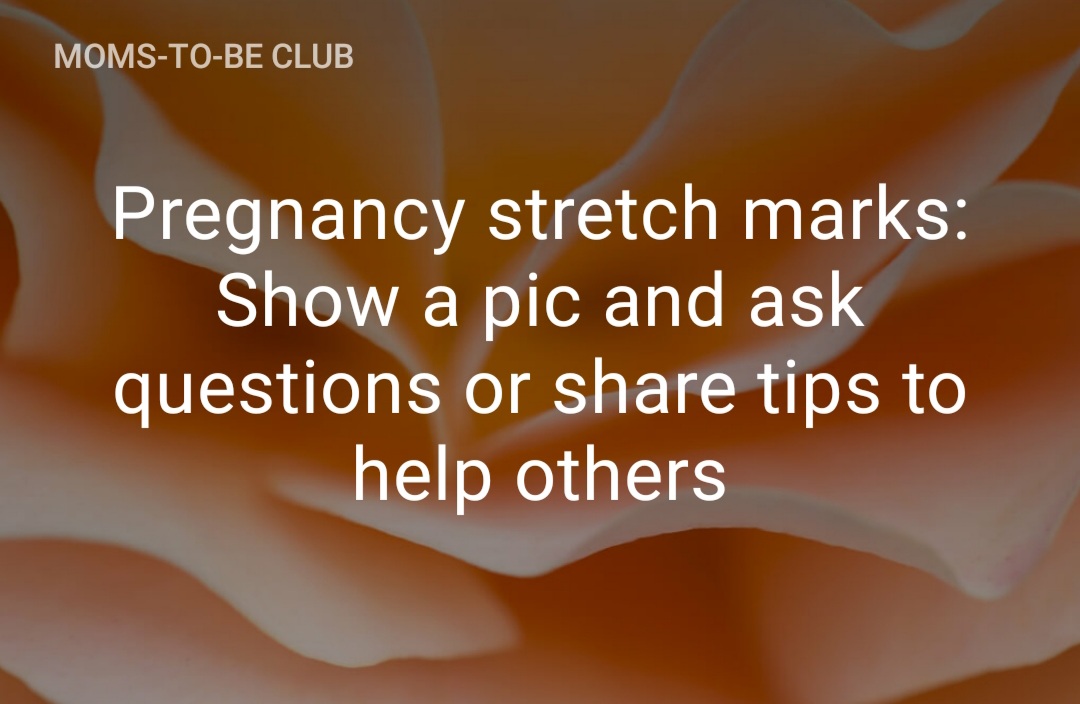 MOMS-TO-BE CLUB
Pregnancy stretch marks:
Show a pic and ask
questions or share tips to
help others